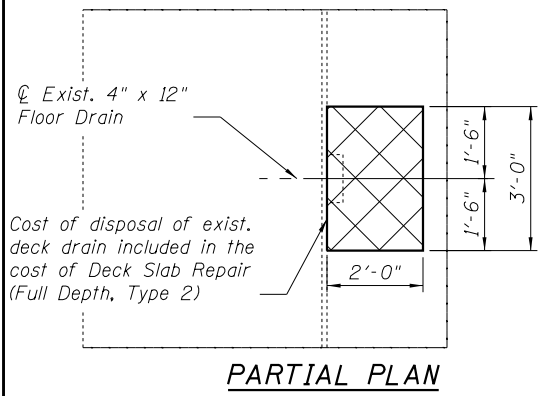 ℄ Exist. 4" x 12"
Floor Drain
1'-6"
1'-6"
3'-0"
Cost of disposal of exist.
deck drain included in the
cost of Deck Slab Repair
(Full Depth, Type 2)
2'-0"
PARTIAL PLAN